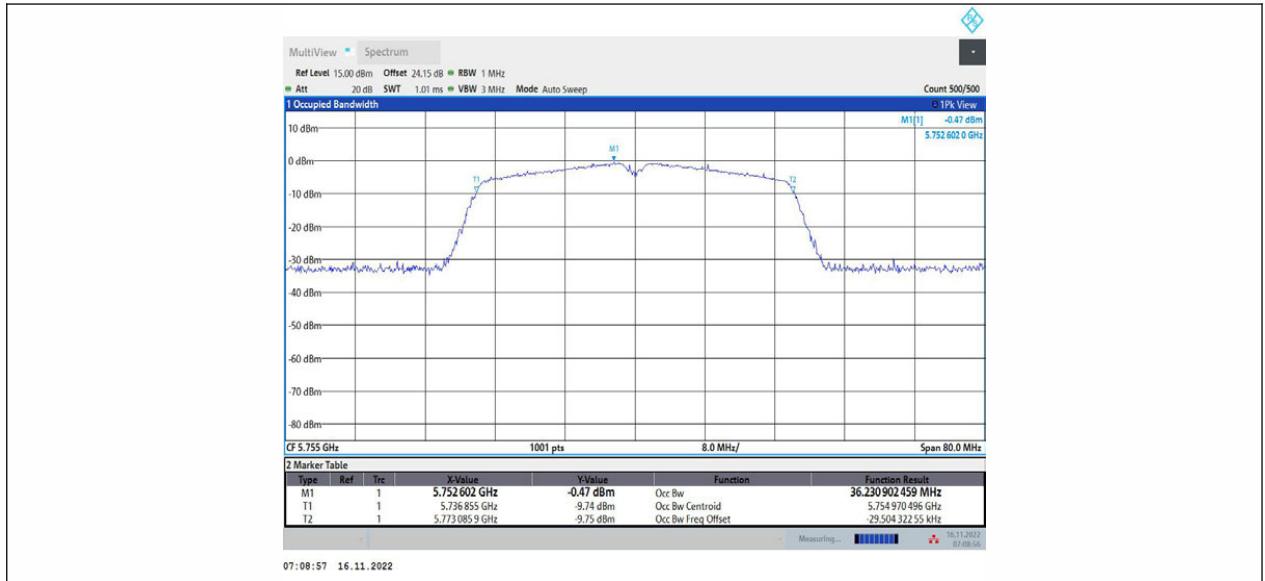 MultiView Spectrum
Ref Level 15.00 dBm Offset 24.15 dB RBW 1 MHz
Att 20 dB SWT 1.01 ms VBW 3 MHz Mode Auto Sweep Count 500/500
1 Occupied Bandwidth 1Pk View
M1[1] -0.47 dBm
5.752 602 0 GHz
10 dBm
M1
0 dBm
T1 T2
-10 dBm
-20 dBm
-30 dBm
-40 dBm
-50 dBm
-60 dBm
-70 dBm
-80 dBm
CF 5.755 GHz 1001 pts 8.0 MHz/ Span 80.0 MHz
2 Marker Table
Type Ref Trc X-Value Y-Value Function Function Result
M1 1 5.752602 GHz -0.47 dBm Occ Bw 36.230 902 459 MHz
T1 1 5.736 855 GHz -9.74 dBm Occ Bw Centroid 5.754 970 496 GHz
T2 1 5.773 085 9 GHz -9.75 dBm Occ Bw Freq Offset -29.504 322 55 kHz
Measuring... 16.11.2022
07:08:56
07:08:57 16.11.2022